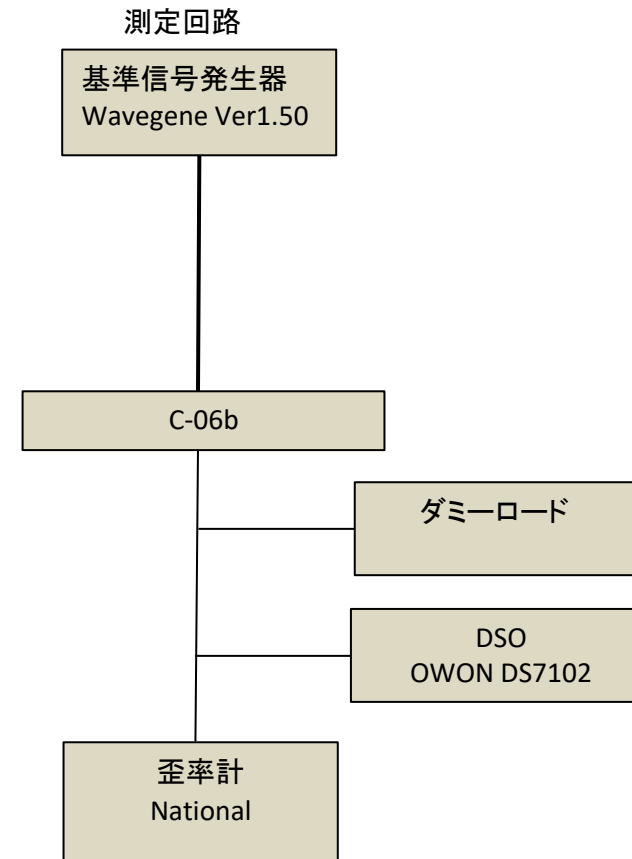 測定回路
基準信号発生器
Wavegene Ver1.50
C-06b
ダミーロード
DSO
OWON DS7102
歪率計
National